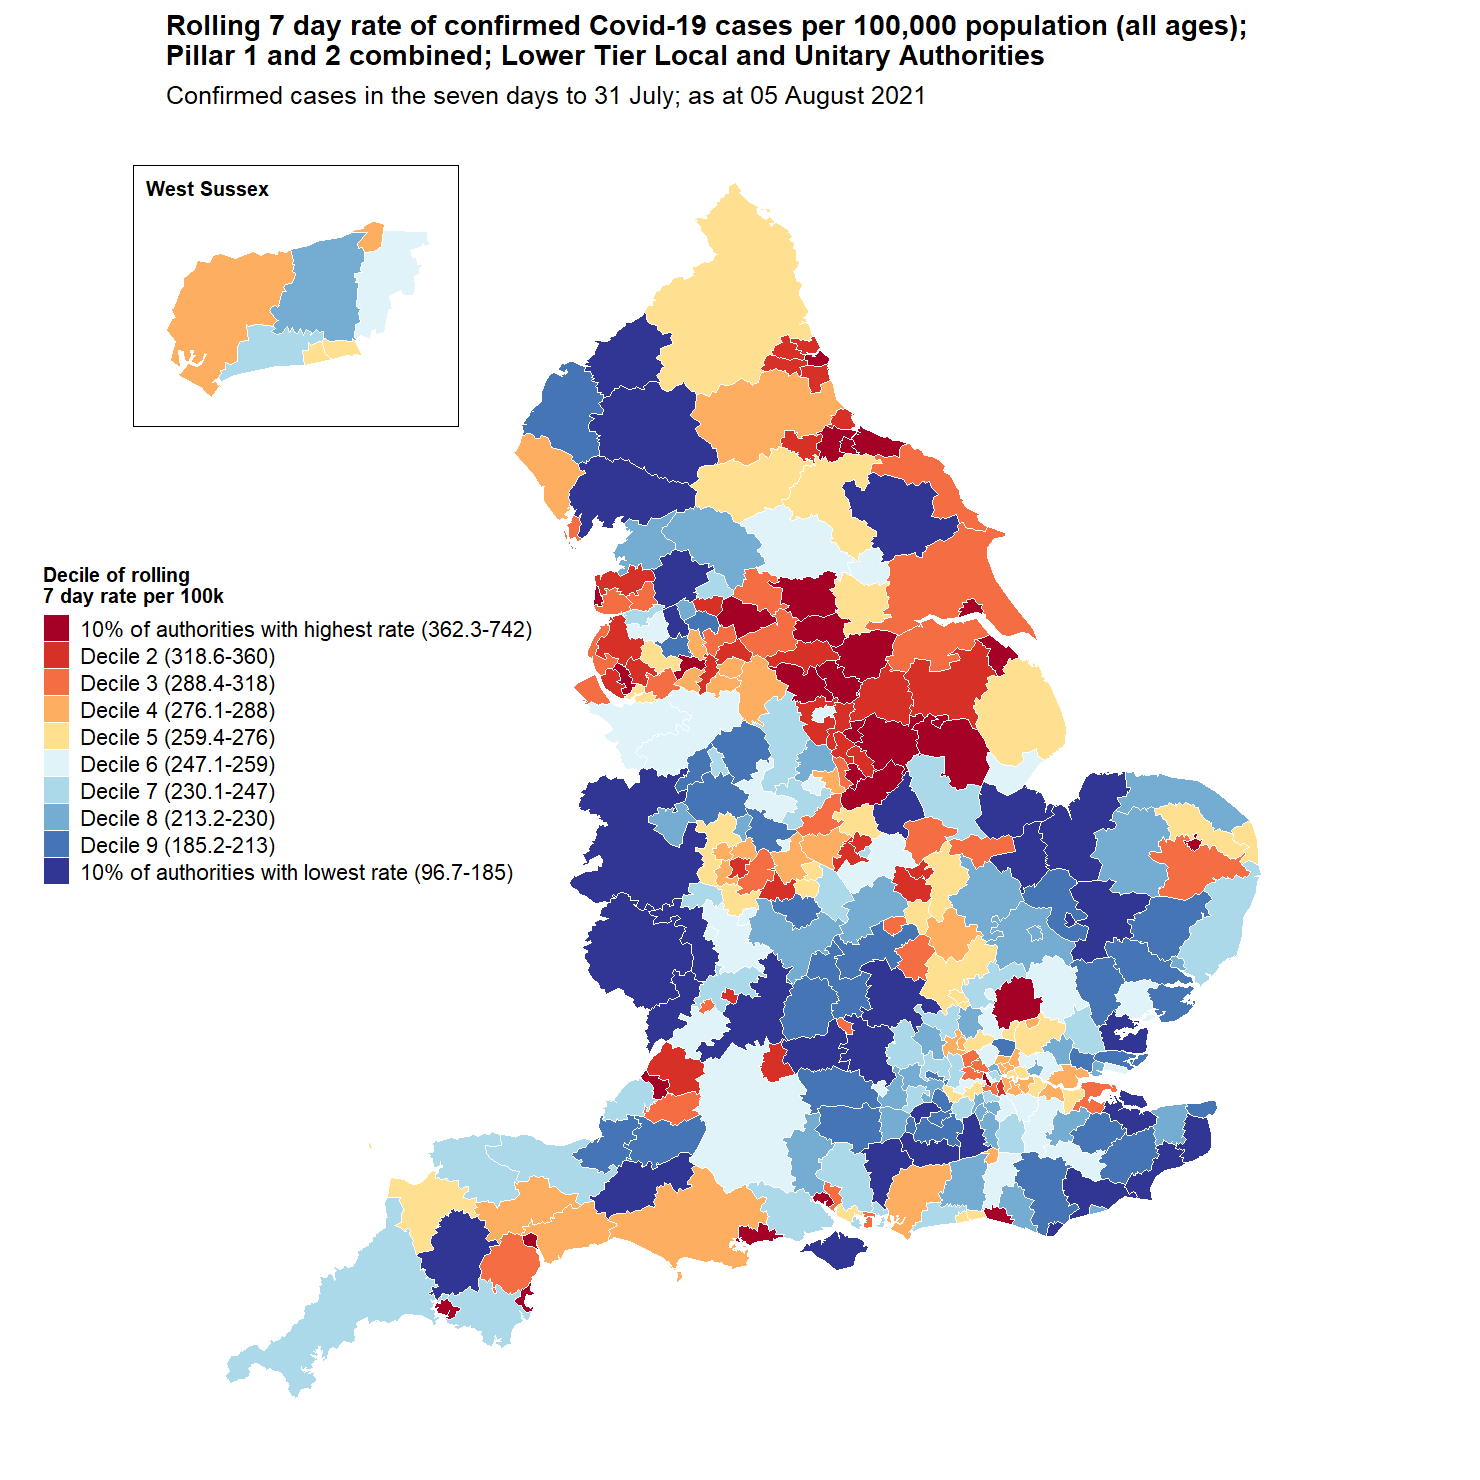 Rolling 7 day rate of confirmed Covid-19 cases per 100,000 population (all ages);
Pillar 1 and 2 combined; Lower Tier Local and Unitary Authorities
Confirmed cases in the seven days to 31 July; as at 05 August 2021
West Sussex
Decile of rolling
7 day rate per 100k
10% of authorities with highest rate (362.3-742)
Decile 2 (318.6-360)
Decile 3 (288.4-318)
Decile 4 (276.1-288)
Decile 5 (259.4-276)
Decile 6 (247.1-259)
Decile 7 (230.1-247)
Decile 8 (213.2-230)
Decile 9 (185.2-213)
10% of authorities with lowest rate (96.7-185)